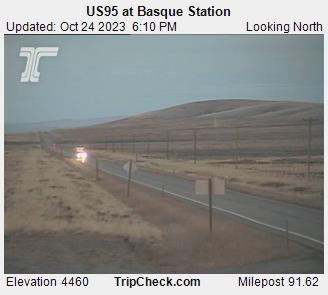 US95 at Basque Station
Updated: Oct 24 2023 6:10 PM Looking North
Elevation 4460 TripCheck.com Milepost 91.62